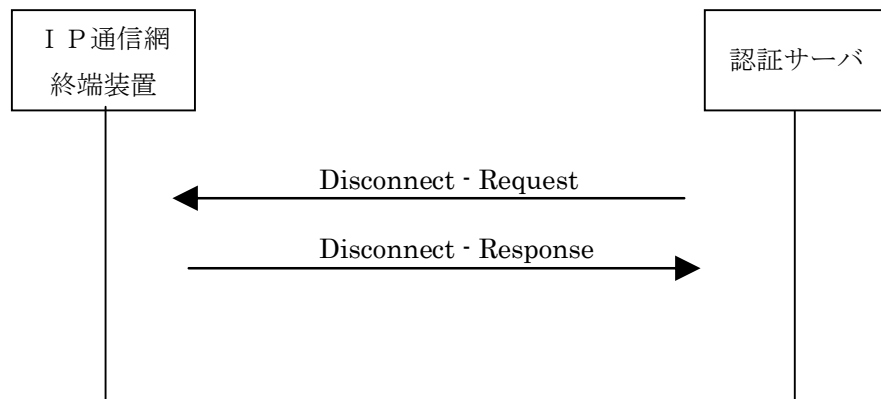 ＩＰ通信網
終端装置
認証サーバ
Disconnect - Request
Disconnect - Response